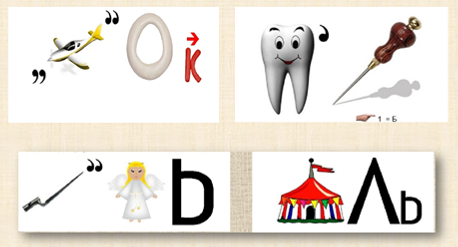 „ ” О К
’
1 = Б
” Ь
Ль